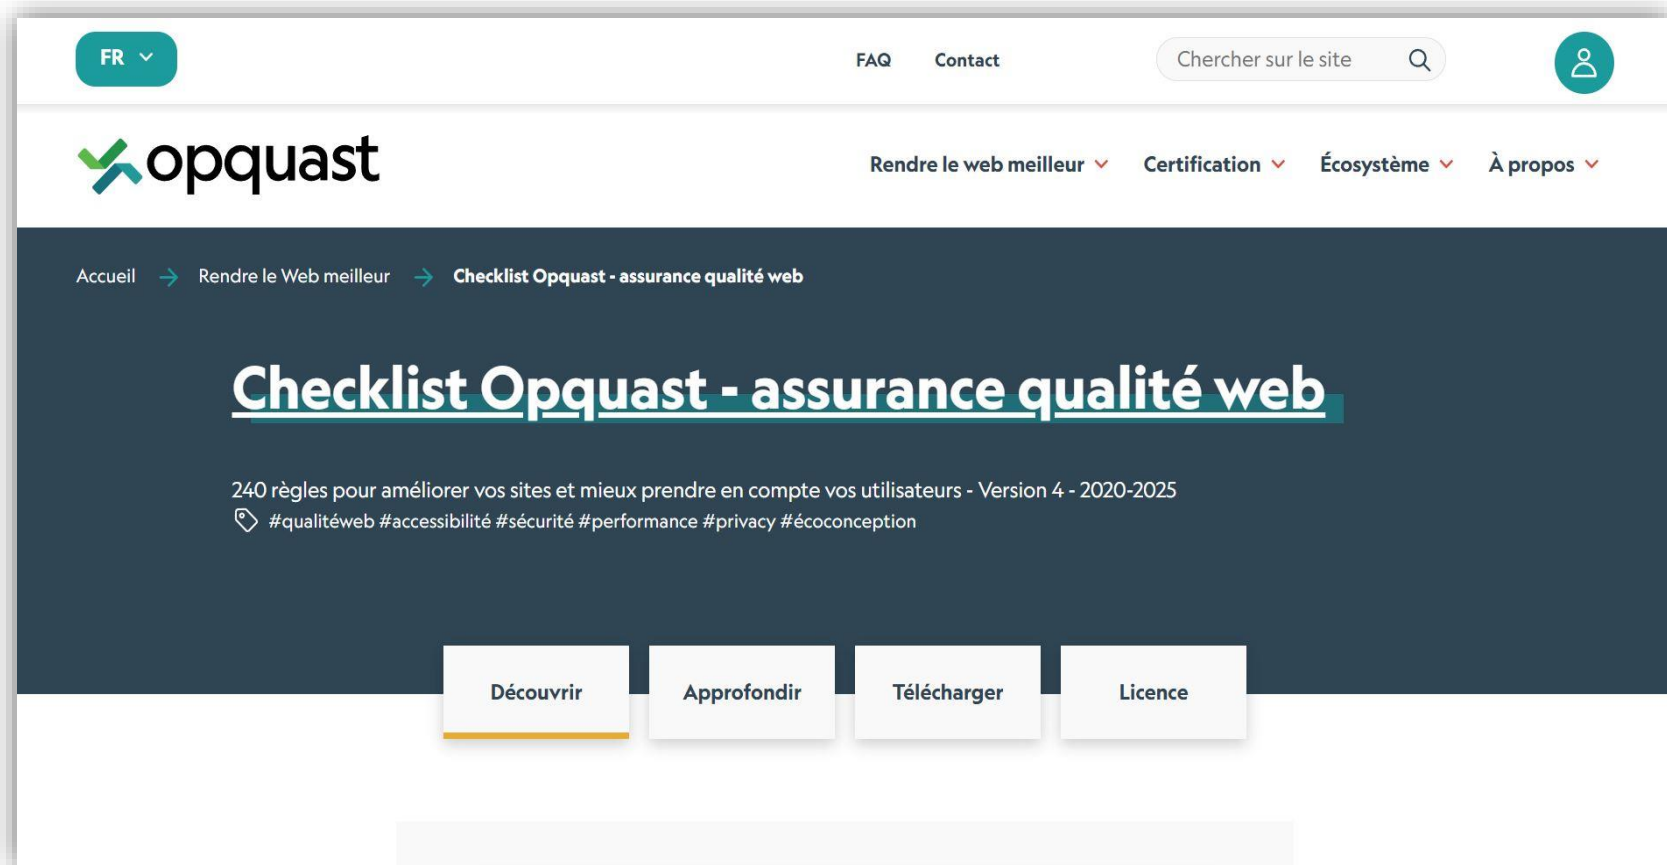 FR
FAQ Contact Chercher sur le site
opquast
Rendre le web meilleur Certification Écosystème À propos
Accueil → Rendre le Web meilleur → Checklist Opquast - assurance qualité web
Checklist Opquast - assurance qualité web
240 règles pour améliorer vos sites et mieux prendre en compte vos utilisateurs - Version 4 - 2020-2025
#qualitéweb #accessibilité #sécurité #performance #privacy #écoconception
Découvrir Approfondir Télécharger Licence